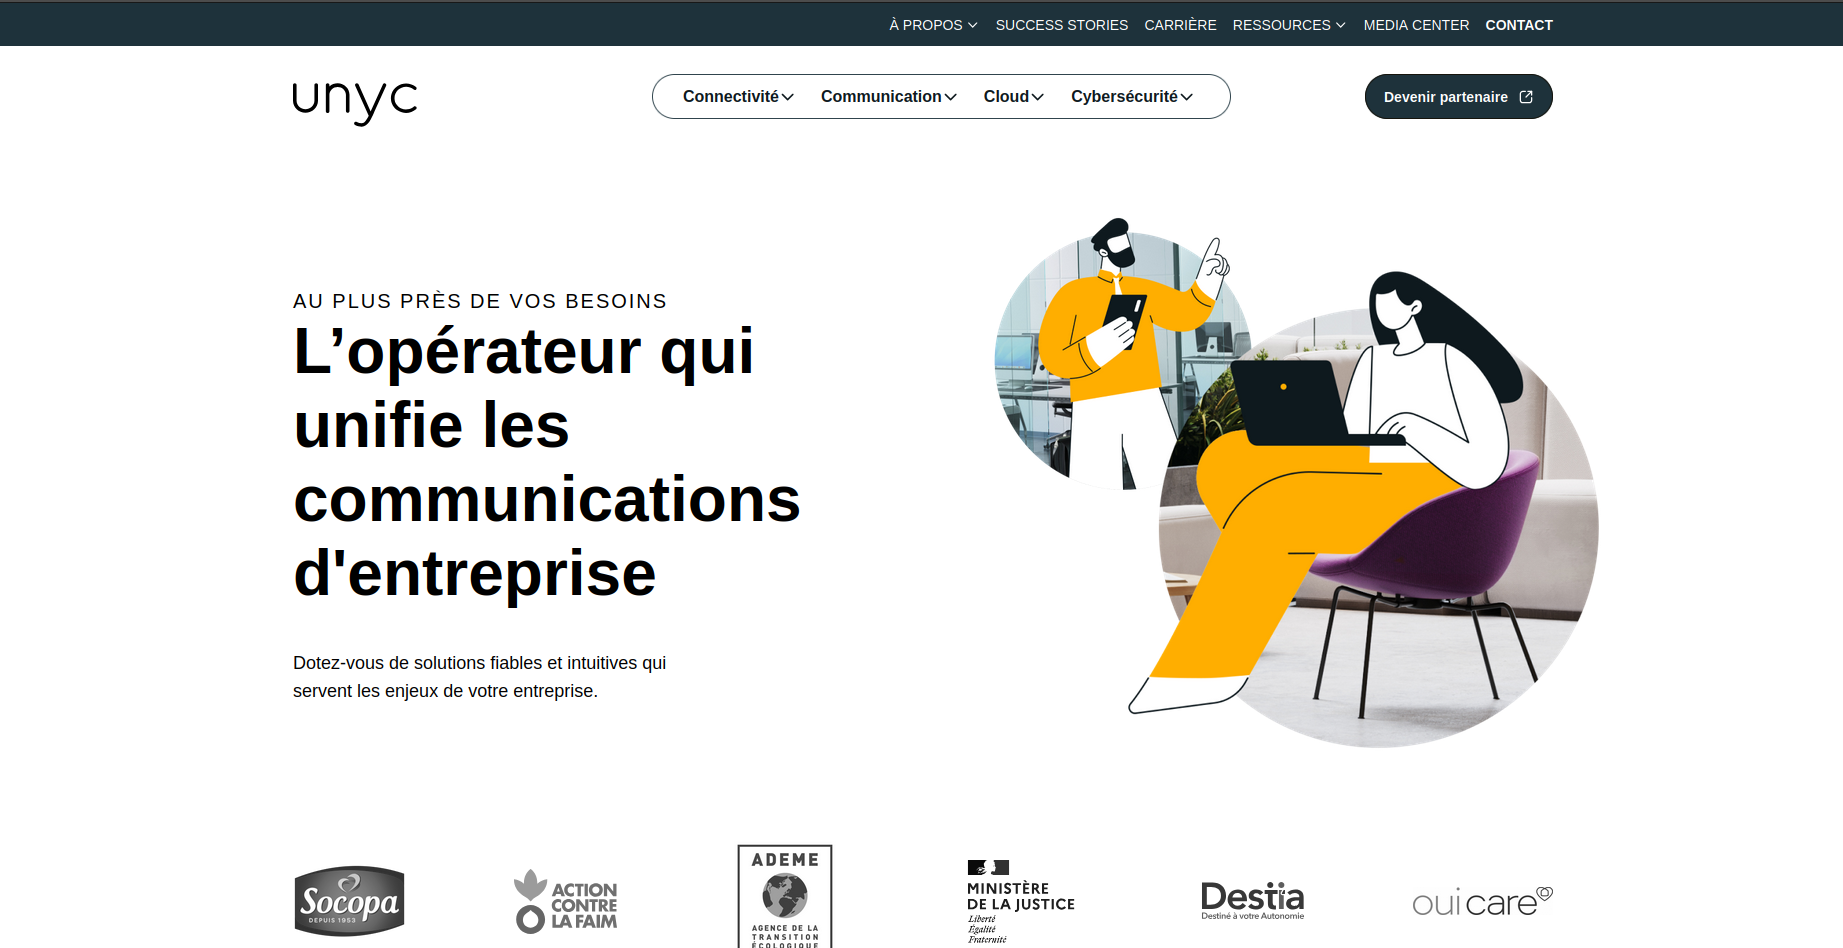 À PROPOS SUCCESS STORIES CARRIÈRE RESSOURCES MEDIA CENTER CONTACT
unyc
Connectivité Communication Cloud Cybersécurité
Devenir partenaire
AU PLUS PRÈS DE VOS BESOINS
L’opérateur qui
unifie les
communications
d'entreprise
Dotez-vous de solutions fiables et intuitives qui
servent les enjeux de votre entreprise.
Socopa
DEPUIS 1953
ACTION
CONTRE
LA FAIM
ADEME
AGENCE DE LA
TRANSITION
ÉCOLOGIQUE
MINISTÈRE
DE LA JUSTICE
Liberté
Égalité
Fraternité
Destia
Destiné à votre Autonomie
ouicare